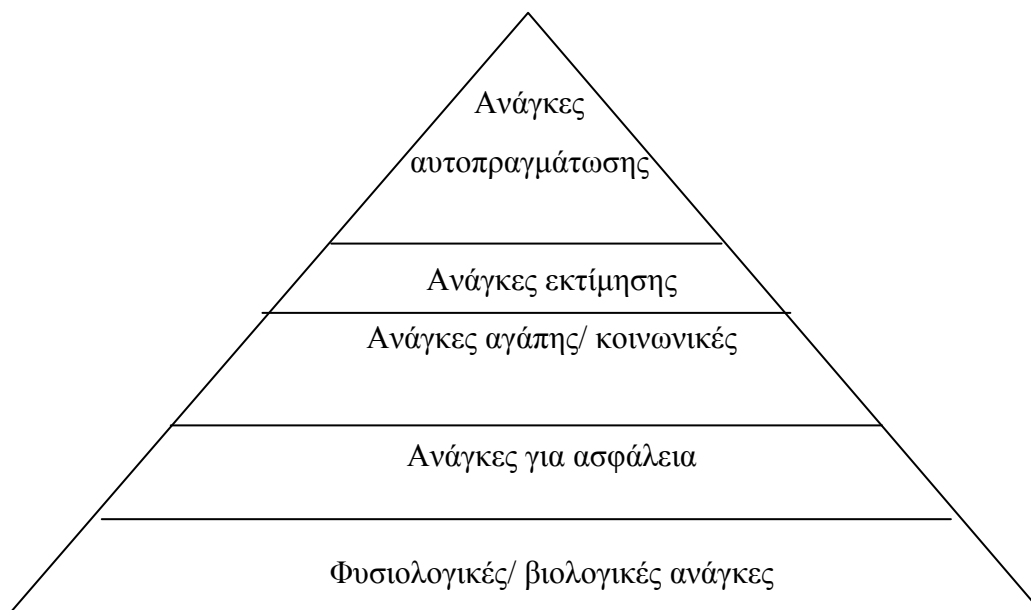 Ανάγκες
αυτοπραγμάτωσης
Ανάγκες εκτίμησης
Ανάγκες αγάπης/ κοινωνικές
Ανάγκες για ασφάλεια
Φυσιολογικές/ βιολογικές ανάγκες